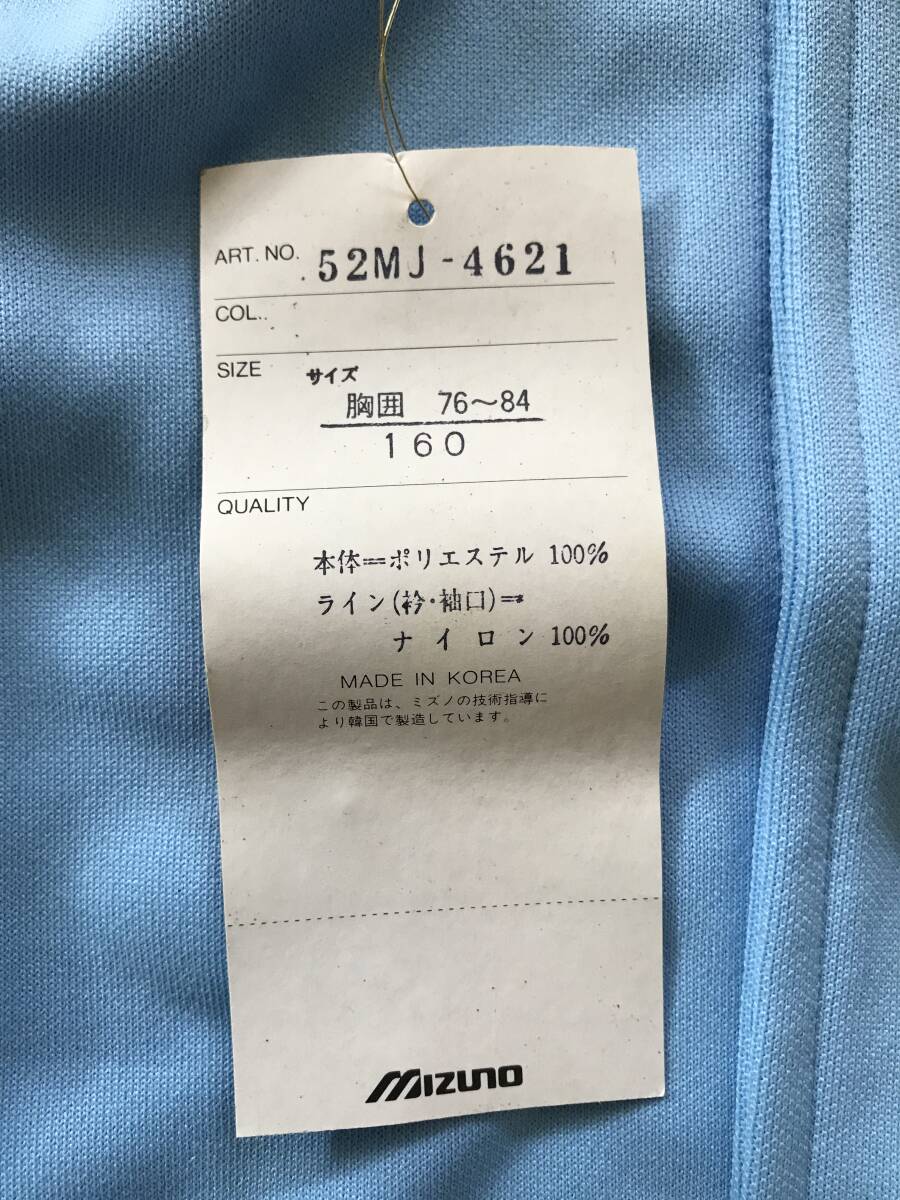 ART. NO. 52MJ-4621
COL..
SIZE サイズ
胸囲 76〜84
160
QUALITY
本体=ポリエステル 100%
ライン(衿・袖口)=
ナイロン 100%
MADE IN KOREA
この製品は、ミズノの技術指導に
より韓国で製造しています。
MIZUNO